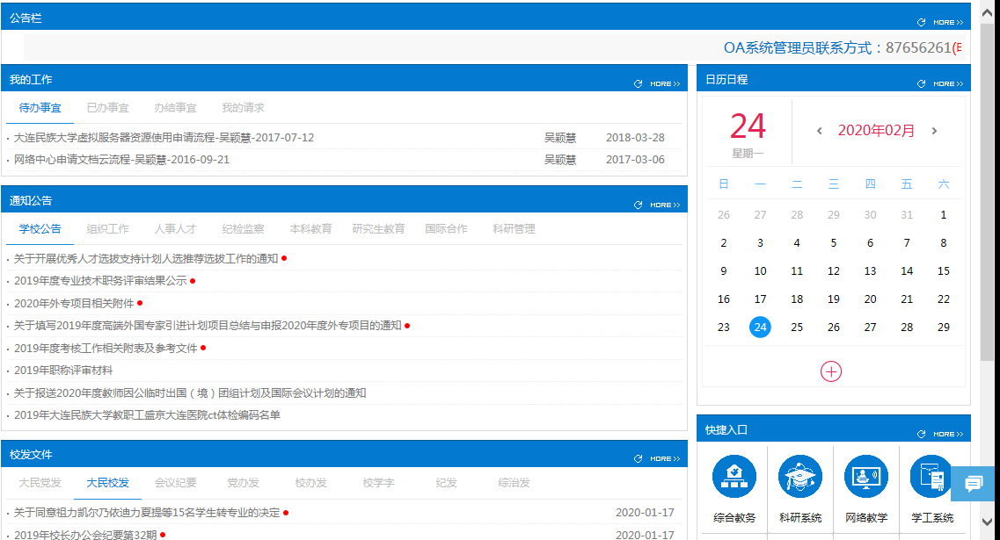 公告栏
MORE>>
OA系统管理员联系方式：87656261(
我的工作
MORE>>
待办事宜 已办事宜 办结事宜 我的请求
· 大连民族大学虚拟服务器资源使用申请流程-吴颖慧-2017-07-12 吴颖慧 2018-03-28
· 网络中心申请文档云流程-吴颖慧-2016-09-21 吴颖慧 2017-03-06
通知公告
MORE>>
学校公告 组织工作 人事人才 纪检监察 本科教育 研究生教育 国际合作 科研管理
· 关于开展优秀人才选拔支持计划人选推荐选拔工作的通知
· 2019年度专业技术职务评审结果公示
· 2020年外专项目相关附件
· 关于填写2019年度高端外国专家引进计划项目总结与申报2020年度外专项目的通知
· 2019年度考核工作相关附表及参考文件
· 2019年职称评审材料
· 关于报送2020年度教师因公临时出国（境）团组计划及国际会议计划的通知
· 2019年大连民族大学教职工盛京大连医院ct体检编码名单
校发文件
MORE>>
大民党发 大民校发 会议纪要 党办发 校办发 校学字 纪发 综治发
· 关于同意祖力凯尔乃依迪力夏提等15名学生转专业的决定 2020-01-17
· 2019年校长办公会纪要第32期 2020-01-17
日历日程
MORE>>
24
星期一
< 2020年02月 >
日 一 二 三 四 五 六
26 27 28 29 30 31 1
2 3 4 5 6 7 8
9 10 11 12 13 14 15
16 17 18 19 20 21 22
23 24 25 26 27 28 29
快捷入口
MORE>>
综合教务 科研系统 网络教学 学工系统